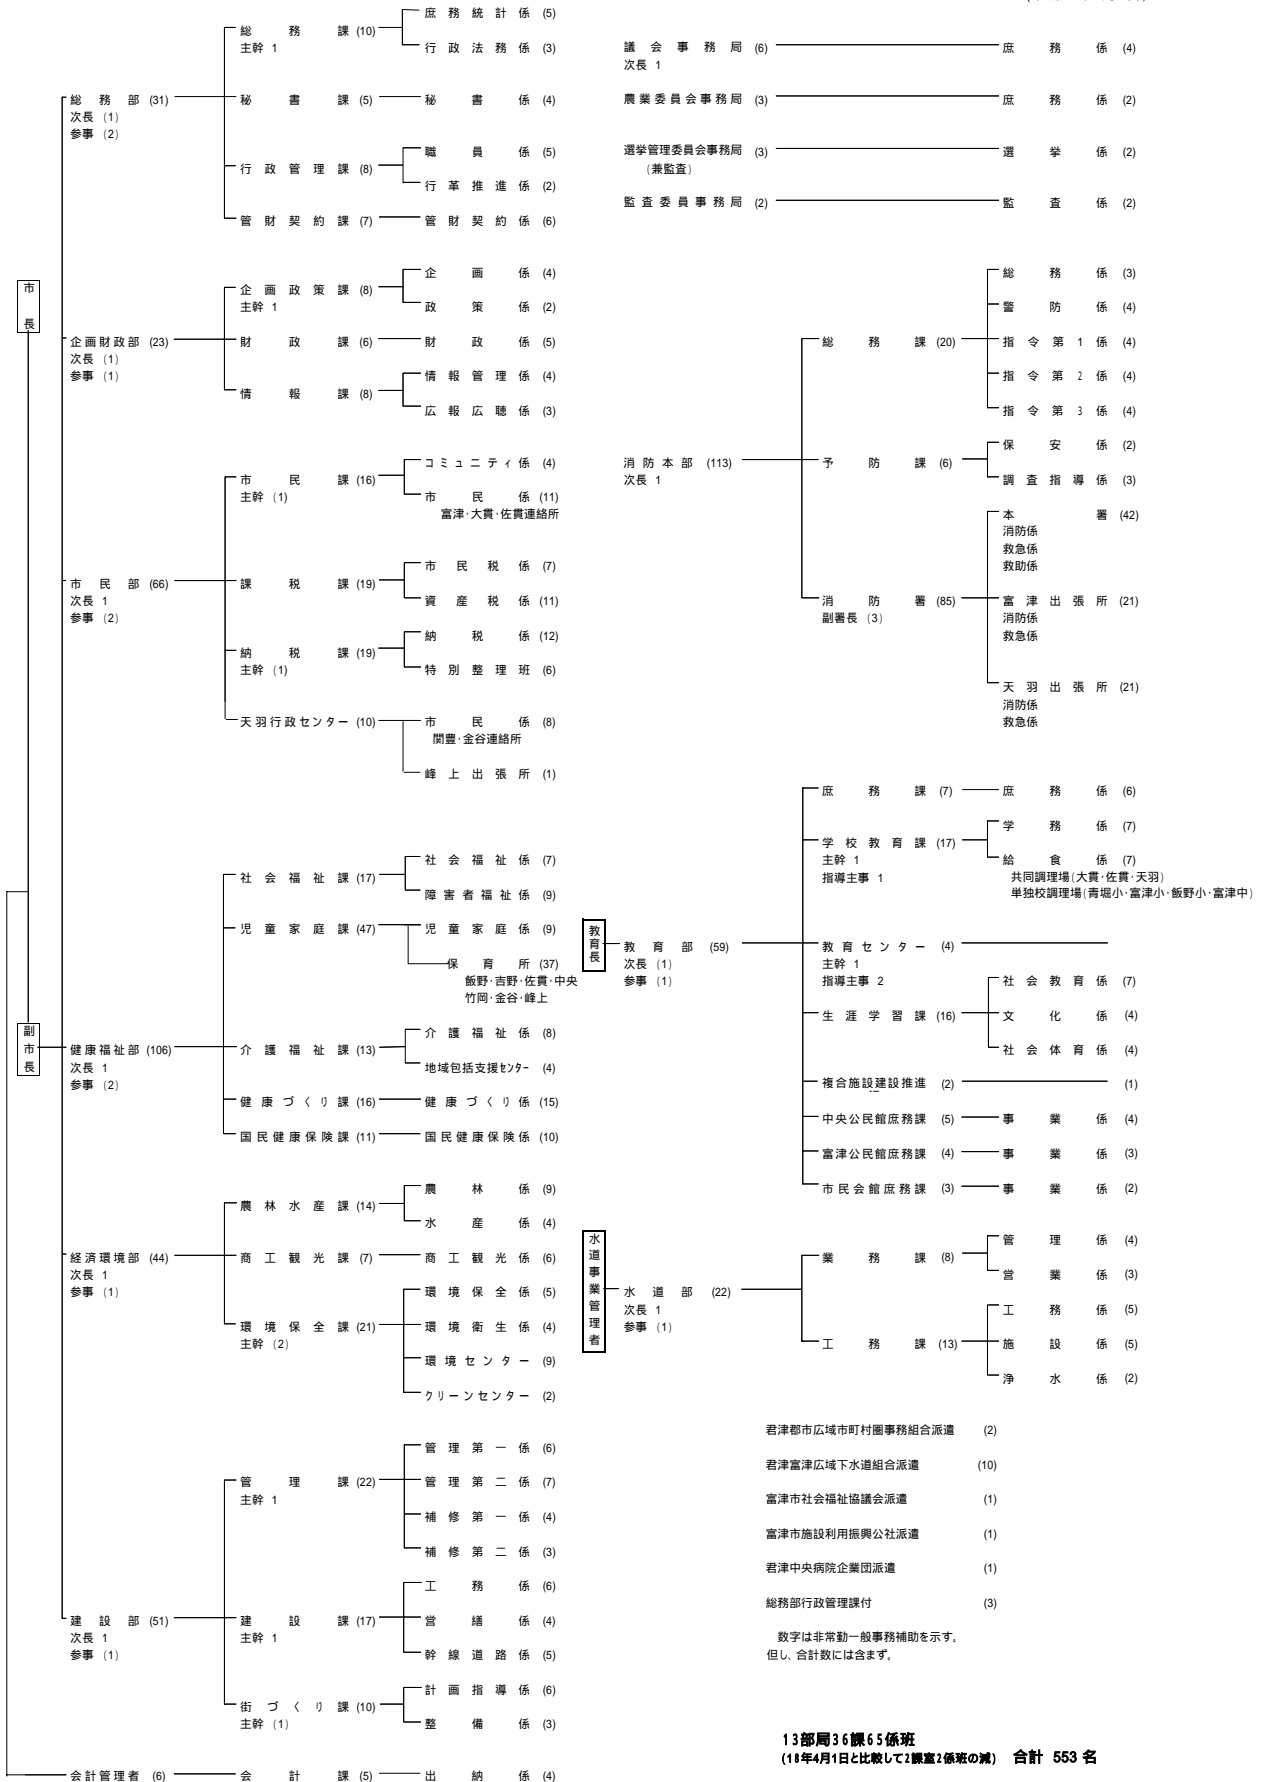 市長
副市長
総務部 (31)
次長 (1)
参事 (2)
総務課 (10)
主幹 1
庶務統計係 (5)
行政法務係 (3)
秘書課 (5)
秘書係 (4)
行政管理課 (8)
職員係 (5)
行革推進係 (2)
管財契約課 (7)
管財契約係 (6)
企画財政部 (23)
次長 (1)
参事 (1)
企画政策課 (8)
主幹 1
企画係 (4)
政策係 (2)
財政課 (6)
財政係 (5)
情報課 (8)
情報管理係 (4)
広報広聴係 (3)
市民部 (66)
次長 1
参事 (2)
市民課 (16)
主幹 (1)
コミュニティ係 (4)
市民係 (11)
富津・大貫・佐貫連絡所
課税課 (19)
市民税係 (7)
資産税係 (11)
納税課 (19)
主幹 (1)
納税係 (12)
特別整理班 (6)
天羽行政センター (10)
市民係 (8)
関豊・金谷連絡所
峰上出張所 (1)
健康福祉部 (106)
次長 1
参事 (2)
社会福祉課 (17)
社会福祉係 (7)
障害者福祉係 (9)
児童家庭課 (47)
児童家庭係 (9)
保育所 (37)
飯野・吉野・佐貫・中央
竹岡・金谷・峰上
介護福祉課 (13)
介護福祉係 (8)
地域包括支援センター (4)
健康づくり課 (16)
健康づくり係 (15)
国民健康保険課 (11)
国民健康保険係 (10)
経済環境部 (44)
次長 1
参事 (1)
農林水産課 (14)
農林係 (9)
水産係 (4)
商工観光課 (7)
商工観光係 (6)
環境保全課 (21)
主幹 (2)
環境保全係 (5)
環境衛生係 (4)
環境センター (9)
クリーンセンター (2)
建設部 (51)
次長 1
参事 (1)
管理課 (22)
主幹 1
管理第一係 (6)
管理第二係 (7)
補修第一係 (4)
補修第二係 (3)
建設課 (17)
主幹 1
工務係 (6)
営繕係 (4)
幹線道路係 (5)
街づくり課 (10)
主幹 (1)
計画指導係 (6)
整備係 (3)
会計管理者 (6)
会計課 (5)
出納係 (4)
議会事務局 (6)
次長 1
庶務係 (4)
農業委員会事務局 (3)
庶務係 (2)
選挙管理委員会事務局 (3)
(兼監査)
選挙係 (2)
監査委員事務局 (2)
監査係 (2)
消防本部 (113)
次長 1
総務課 (20)
総務係 (3)
警防係 (4)
指令第1係 (4)
指令第2係 (4)
指令第3係 (4)
予防課 (6)
保安係 (2)
調査指導係 (3)
消防署 (85)
副署長 (3)
本署 (42)
消防係
救急係
救助係
富津出張所 (21)
消防係
救急係
天羽出張所 (21)
消防係
救急係
教育長
教育部 (59)
次長 (1)
参事 (1)
庶務課 (7)
庶務係 (6)
学校教育課 (17)
主幹 1
指導主事 1
学務係 (7)
給食係 (7)
共同調理場(大貫・佐貫・天羽)
単独校調理場(青堀小・富津小・飯野小・富津中)
教育センター (4)
主幹 1
指導主事 2
生涯学習課 (16)
社会教育係 (7)
文化係 (4)
社会体育係 (4)
複合施設建設推進 (2)
(1)
中央公民館庶務課 (5)
事業係 (4)
富津公民館庶務課 (4)
事業係 (3)
市民会館庶務課 (3)
事業係 (2)
水道事業管理者
水道部 (22)
次長 1
参事 (1)
業務課 (8)
管理係 (4)
営業係 (3)
工務課 (13)
工務係 (5)
施設係 (5)
浄水係 (2)
君津郡市広域市町村圏事務組合派遣 (2)
君津富津広域下水道組合派遣 (10)
富津市社会福祉協議会派遣 (1)
富津市施設利用振興公社派遣 (1)
君津中央病院企業団派遣 (1)
総務部行政管理課付 (3)
数字は非常勤一般事務補助を示す。
但し、合計数には含まず。
13部局36課65係班
(18年4月1日と比較して2課室2係班の減) 合計 553 名